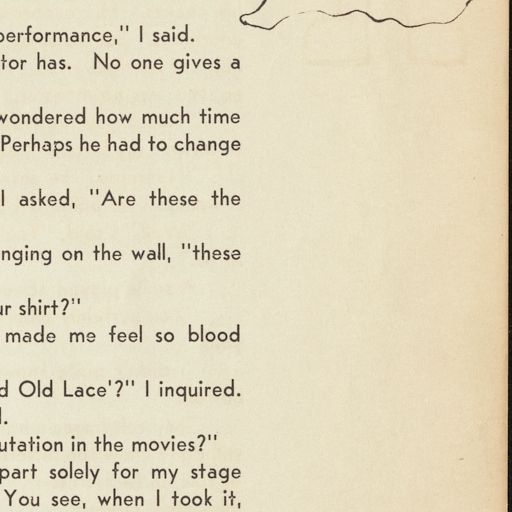 performance," I said.
tor has. No one gives a
wondered how much time
Perhaps he had to change
I asked, "Are these the
nging on the wall, "these
ur shirt?"
made me feel so blood
d Old Lace'?" I inquired.
l.
utation in the movies?"
part solely for my stage
You see, when I took it,